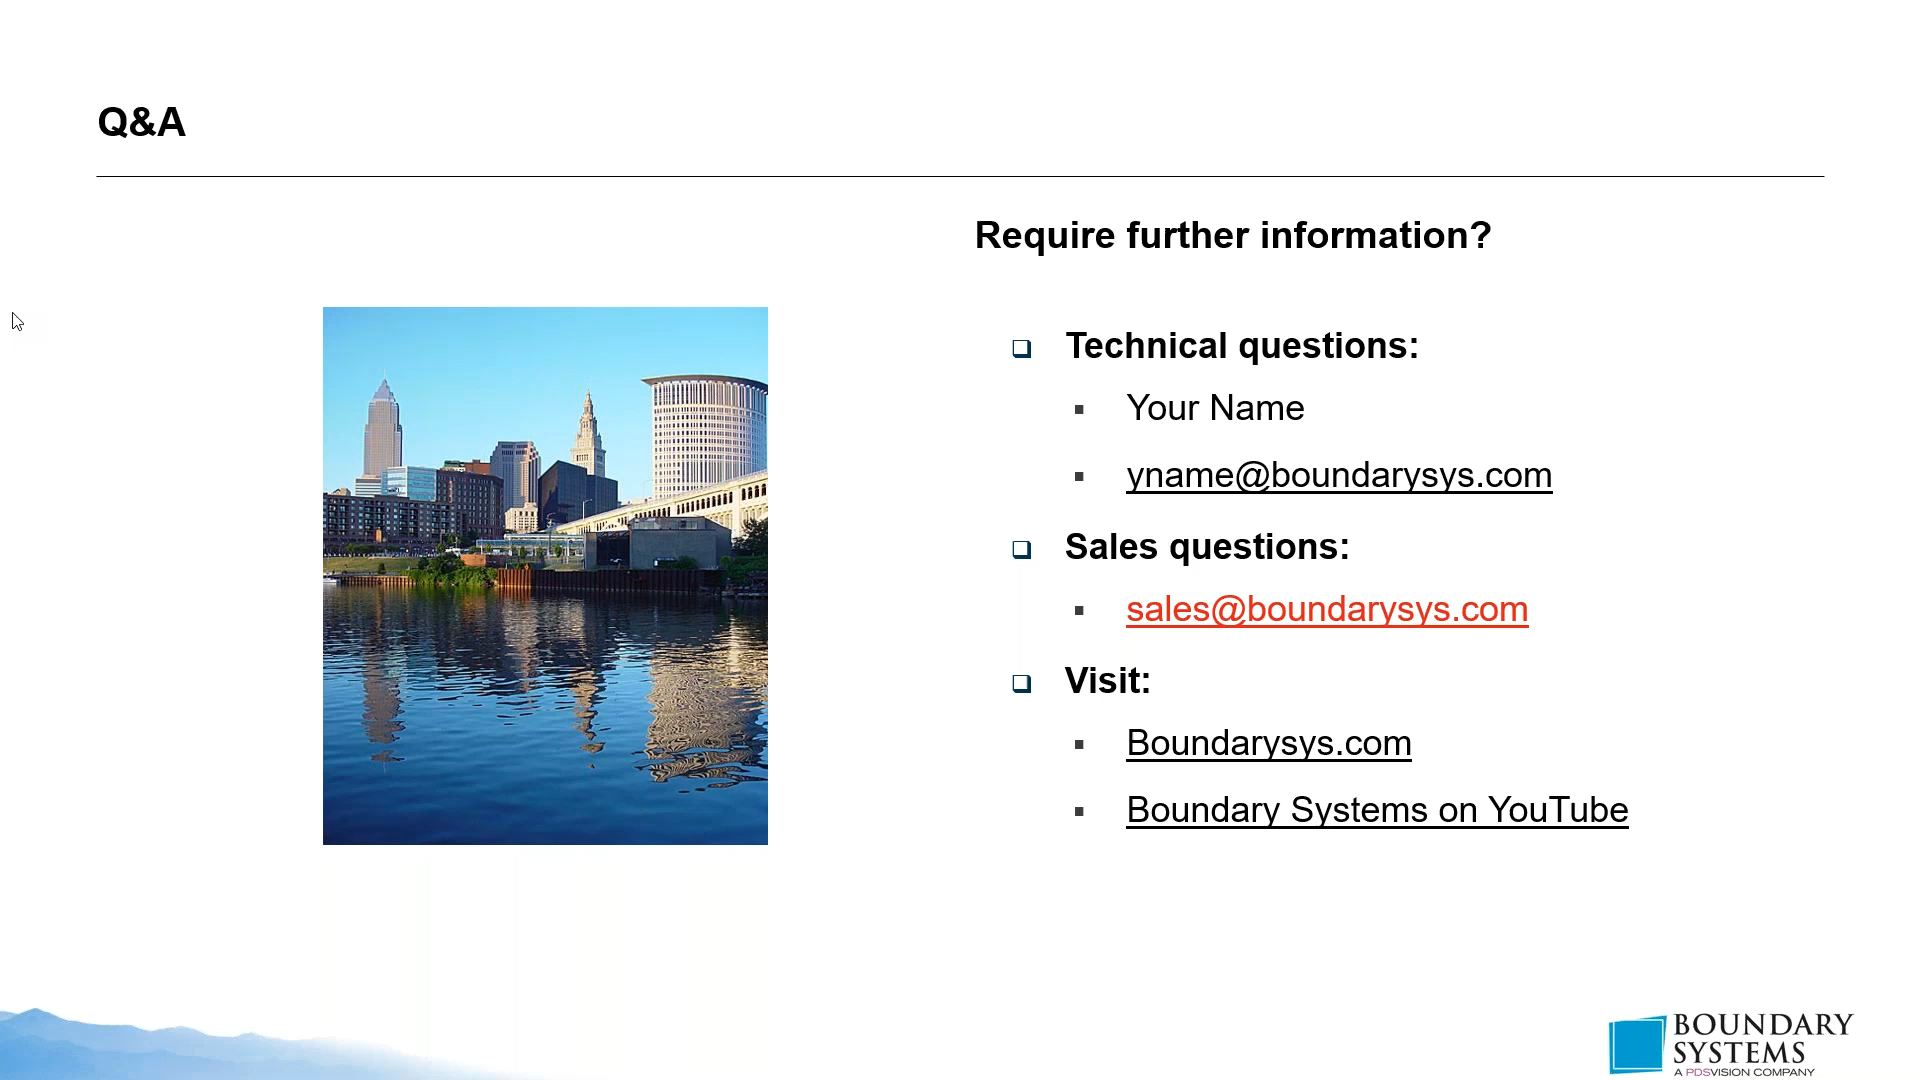 Q&A
Require further information?
Technical questions:
Your Name
yname@boundarysys.com
Sales questions:
sales@boundarysys.com
Visit:
Boundarysys.com
Boundary Systems on YouTube
BOUNDARY
SYSTEMS
A PDSVISION COMPANY